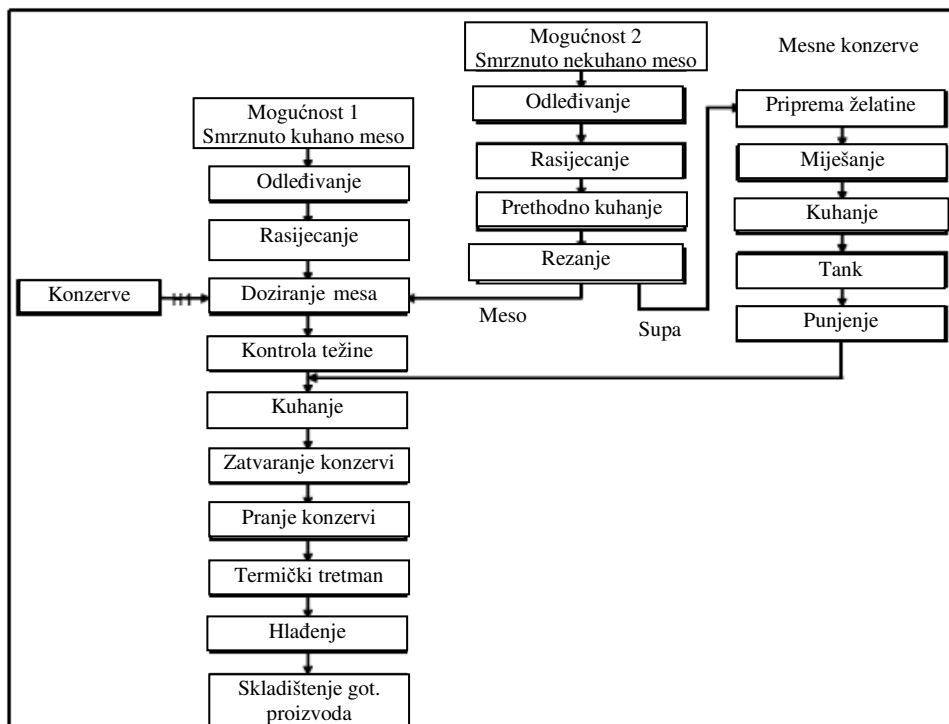 Mesne konzerve
Mogućnost 1
Smrznuto kuhano meso
Odleđivanje
Rasijecanje
Konzerve
Doziranje mesa
Kontrola težine
Kuhanje
Zatvaranje konzervi
Pranje konzervi
Termički tretman
Hlađenje
Skladištenje got.
proizvoda
Mogućnost 2
Smrznuto nekuhano meso
Odleđivanje
Rasijecanje
Prethodno kuhanje
Rezanje
Meso
Supa
Priprema želatine
Miješanje
Kuhanje
Tank
Punjenje